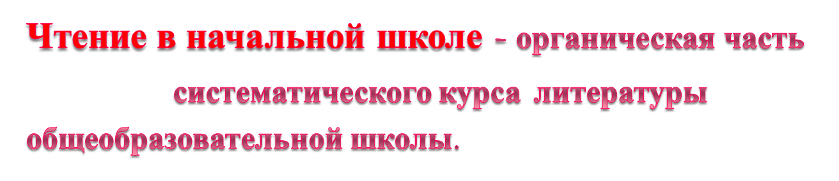 Чтение в начальной школе - органическая часть
систематического курса литературы
общеобразовательной школы.